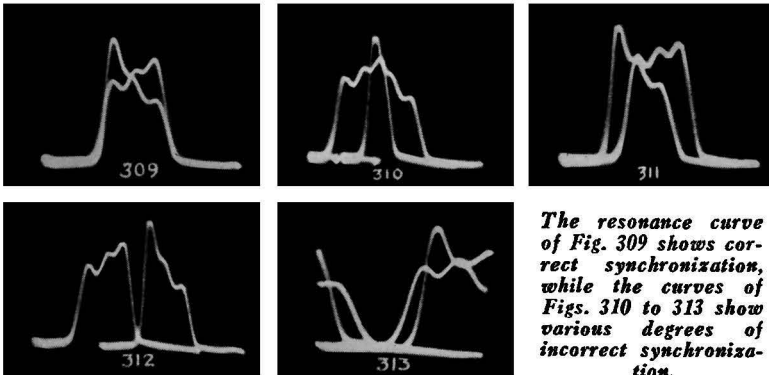 309
310
311
312
313
The resonance curve
of Fig. 309 shows cor-
rect synchronization,
while the curves of
Figs. 310 to 313 show
various degrees of
incorrect synchroniza-
tion.